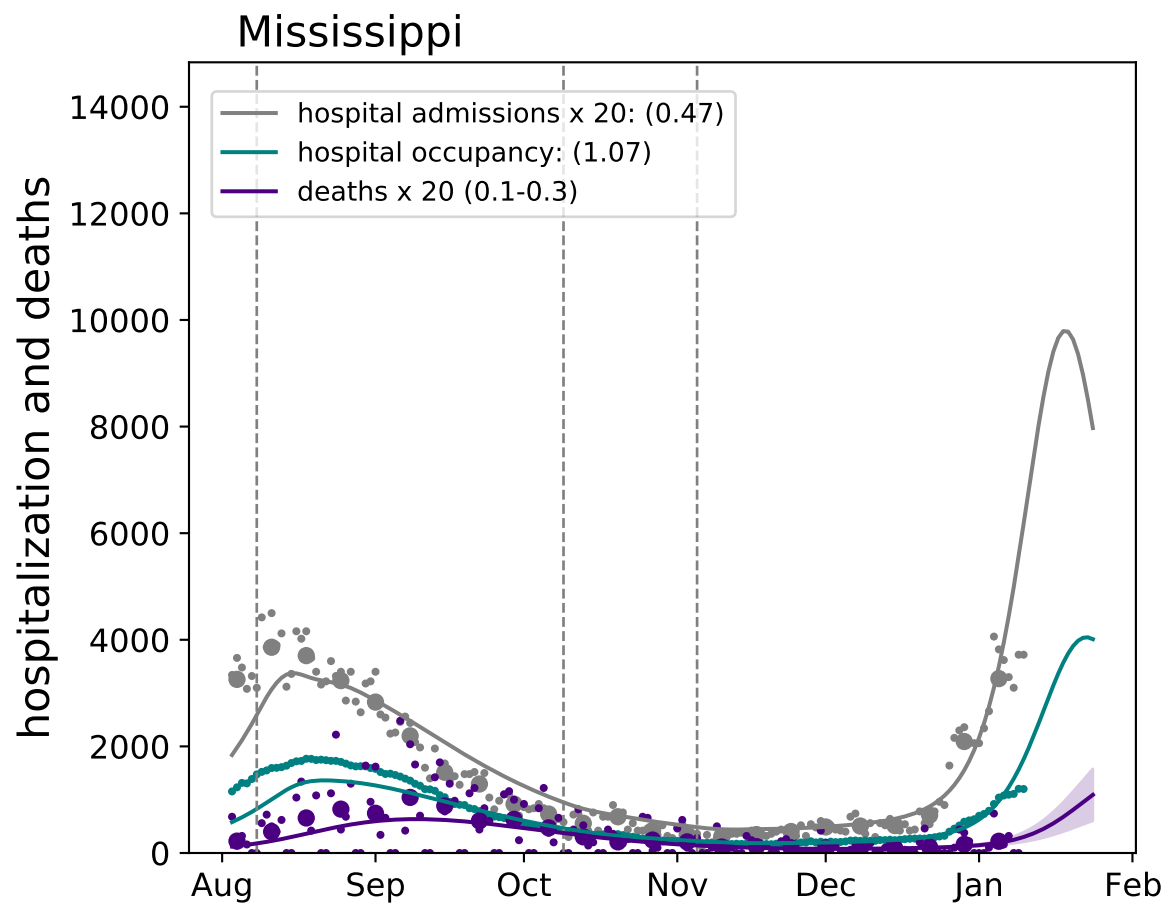 Mississippi
hospitalization and deaths
14000
12000
10000
8000
6000
4000
2000
0
hospital admissions x 20: (0.47)
hospital occupancy: (1.07)
deaths x 20 (0.1-0.3)
Aug Sep Oct Nov Dec Jan Feb